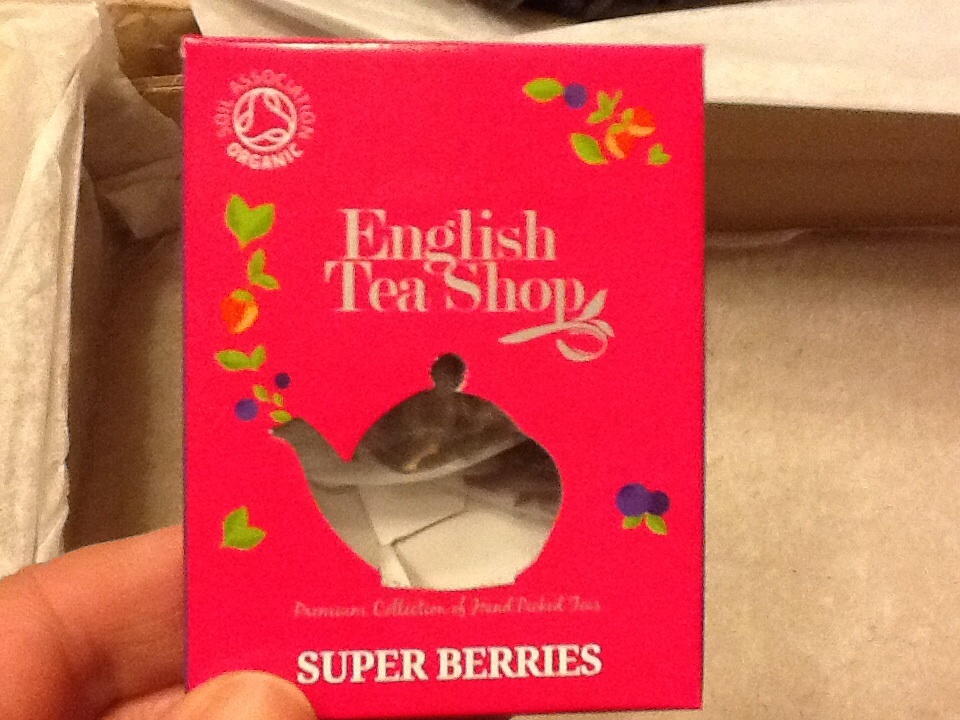 SOIL ASSOCIATION
ORGANIC
English
Tea Shop
Premium Collection of Hand Picked Teas
SUPER BERRIES